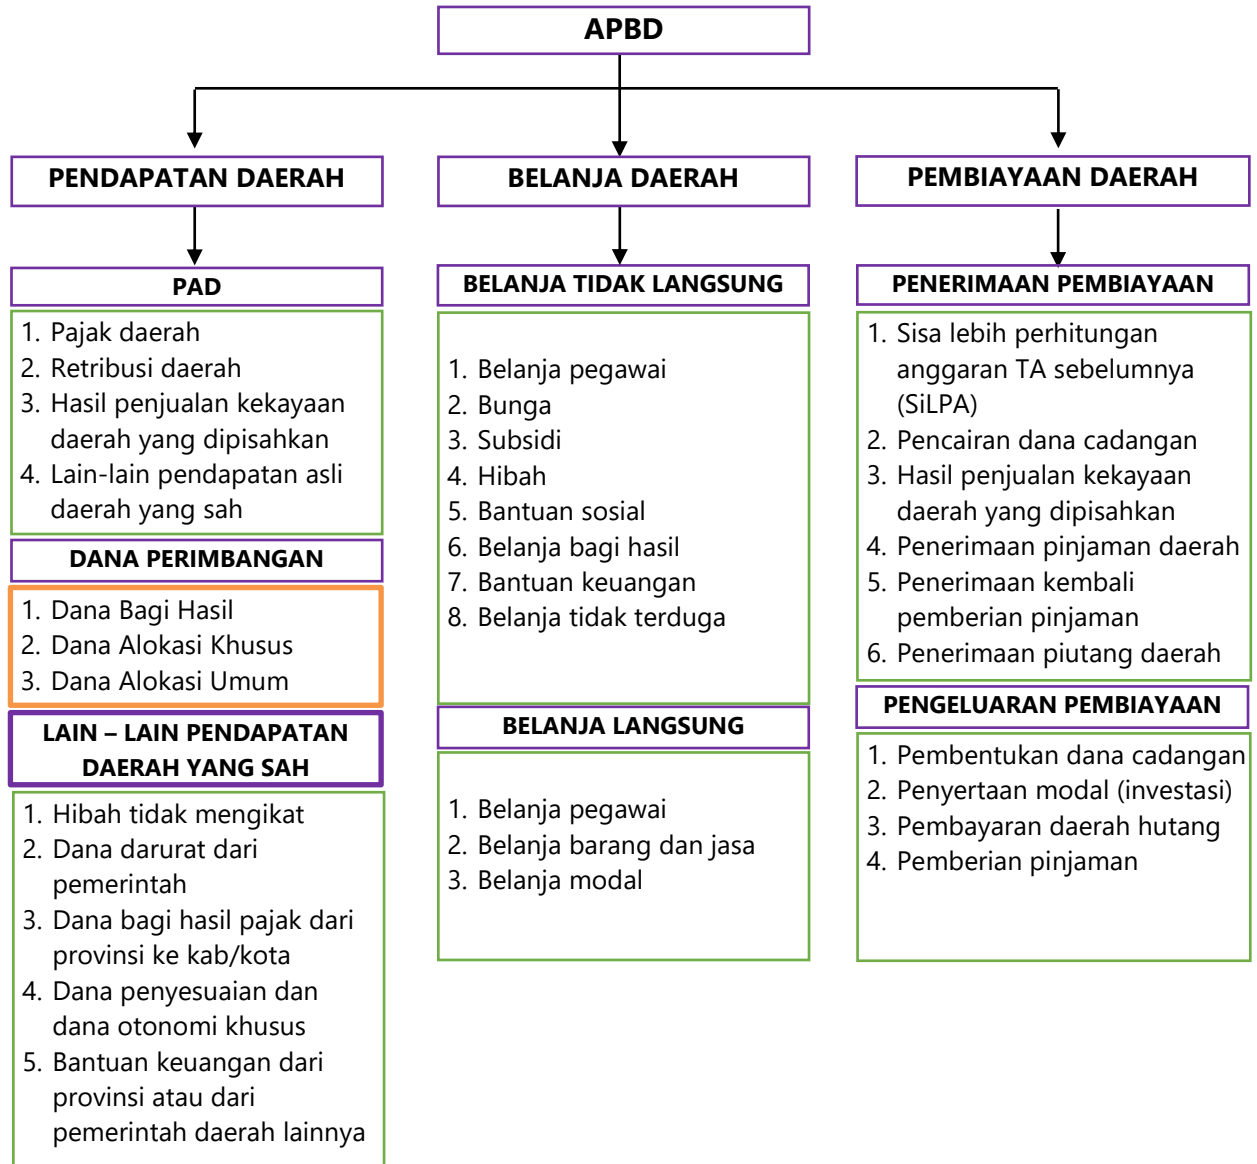 APBD
PENDAPATAN DAERAH
PAD
1. Pajak daerah
2. Retribusi daerah
3. Hasil penjualan kekayaan
daerah yang dipisahkan
4. Lain-lain pendapatan asli
daerah yang sah
DANA PERIMBANGAN
1. Dana Bagi Hasil
2. Dana Alokasi Khusus
3. Dana Alokasi Umum
LAIN – LAIN PENDAPATAN
DAERAH YANG SAH
1. Hibah tidak mengikat
2. Dana darurat dari
pemerintah
3. Dana bagi hasil pajak dari
provinsi ke kab/kota
4. Dana penyesuaian dan
dana otonomi khusus
5. Bantuan keuangan dari
provinsi atau dari
pemerintah daerah lainnya
BELANJA DAERAH
BELANJA TIDAK LANGSUNG
1. Belanja pegawai
2. Bunga
3. Subsidi
4. Hibah
5. Bantuan sosial
6. Belanja bagi hasil
7. Bantuan keuangan
8. Belanja tidak terduga
BELANJA LANGSUNG
1. Belanja pegawai
2. Belanja barang dan jasa
3. Belanja modal
PEMBIAYAAN DAERAH
PENERIMAAN PEMBIAYAAN
1. Sisa lebih perhitungan
anggaran TA sebelumnya
(SiLPA)
2. Pencairan dana cadangan
3. Hasil penjualan kekayaan
daerah yang dipisahkan
4. Penerimaan pinjaman daerah
5. Penerimaan kembali
pemberian pinjaman
6. Penerimaan piutang daerah
PENGELUARAN PEMBIAYAAN
1. Pembentukan dana cadangan
2. Penyertaan modal (investasi)
3. Pembayaran daerah hutang
4. Pemberian pinjaman